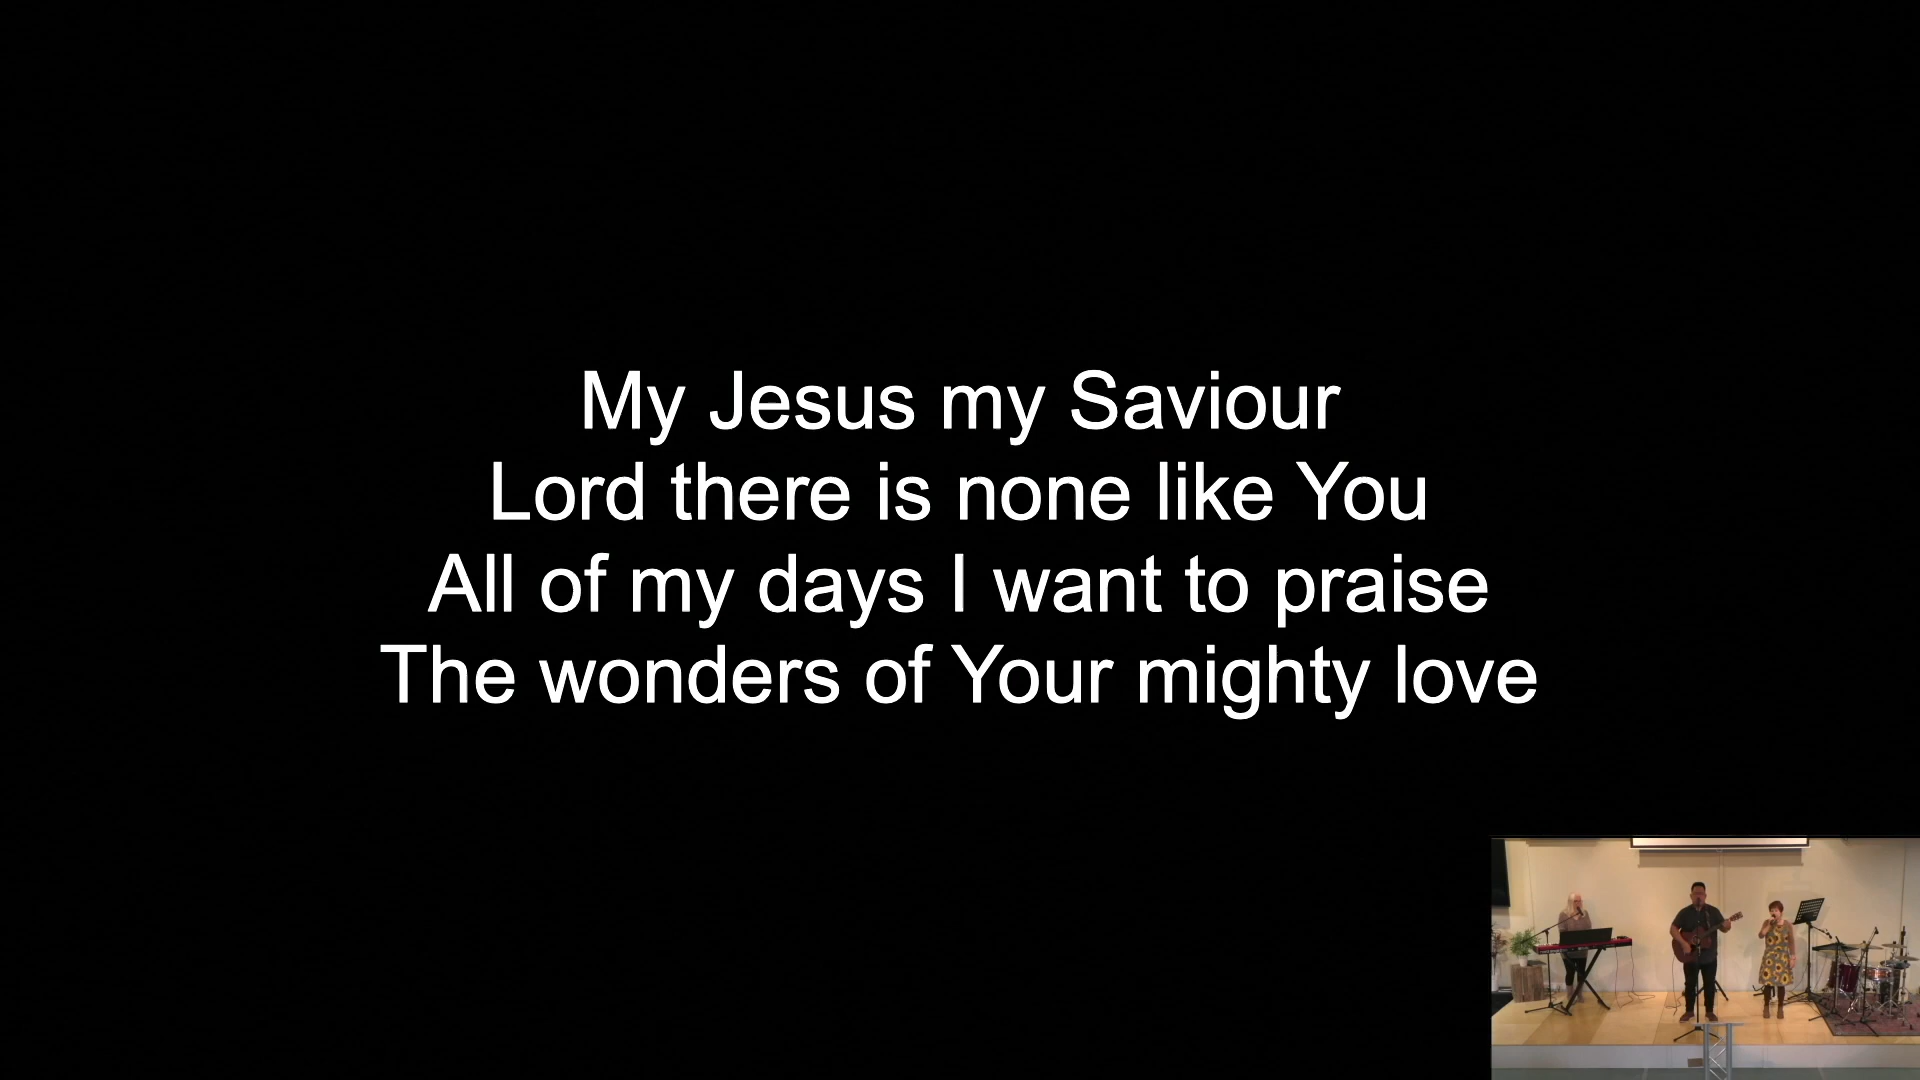 My Jesus my Saviour
Lord there is none like You
All of my days I want to praise
The wonders of Your mighty love